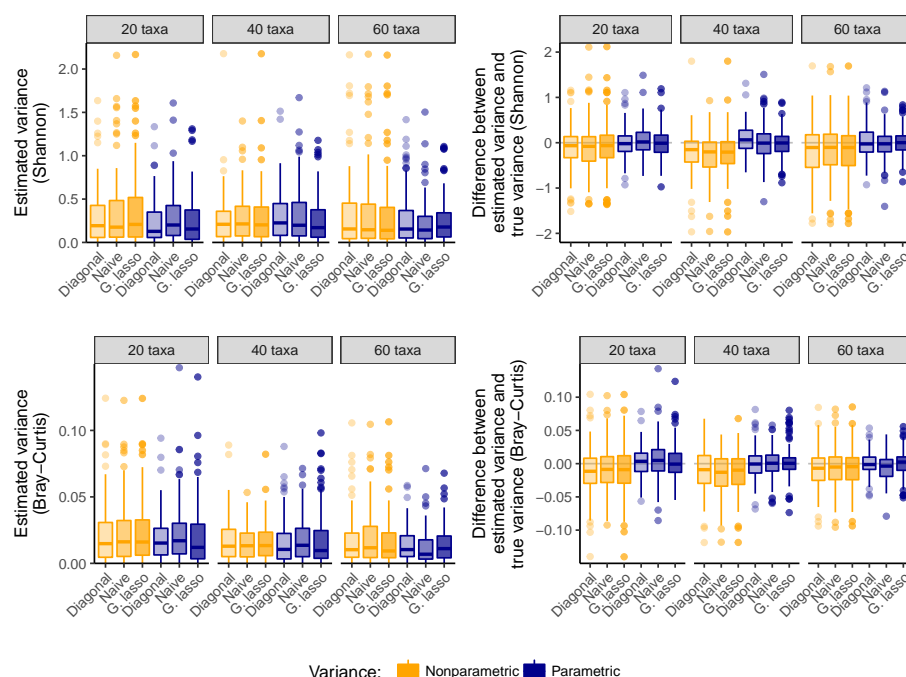 20 taxa 40 taxa 60 taxa
Estimated variance
(Shannon)
2.0
1.5
1.0
0.5
0.0
Diagonal Naive G. lasso Diagonal Naive G. lasso Diagonal Naive G. lasso Diagonal Naive G. lasso Diagonal Naive G. lasso Diagonal Naive G. lasso
20 taxa 40 taxa 60 taxa
Difference between
estimated variance and
true variance (Shannon)
2
1
0
−1
−2
Diagonal Naive G. lasso Diagonal Naive G. lasso Diagonal Naive G. lasso Diagonal Naive G. lasso Diagonal Naive G. lasso Diagonal Naive G. lasso
20 taxa 40 taxa 60 taxa
Estimated variance
(Bray−Curtis)
0.10
0.05
0.00
Diagonal Naive G. lasso Diagonal Naive G. lasso Diagonal Naive G. lasso Diagonal Naive G. lasso Diagonal Naive G. lasso Diagonal Naive G. lasso
20 taxa 40 taxa 60 taxa
Difference between
estimated variance and
true variance (Bray−Curtis)
0.10
0.05
0.00
−0.05
−0.10
Diagonal Naive G. lasso Diagonal Naive G. lasso Diagonal Naive G. lasso Diagonal Naive G. lasso Diagonal Naive G. lasso Diagonal Naive G. lasso
Variance: Nonparametric Parametric